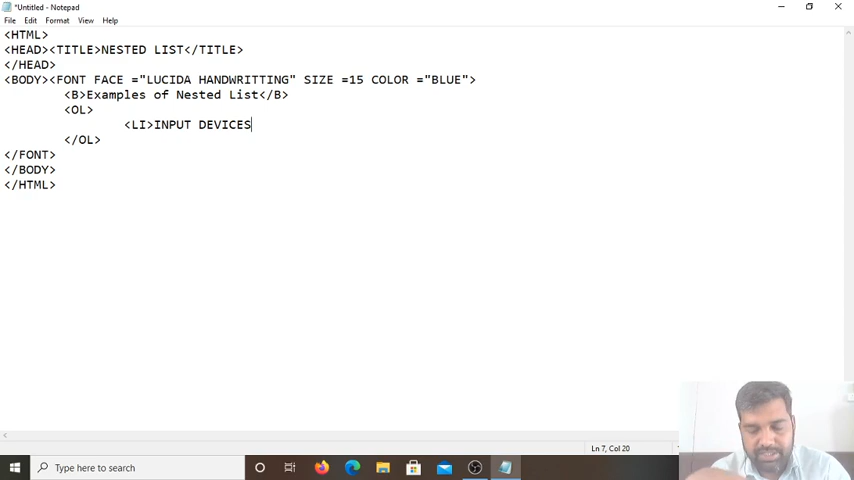 *Untitled - Notepad
File Edit Format View Help
<HTML>
<HEAD><TITLE>NESTED LIST</TITLE>
</HEAD>
<BODY><FONT FACE ="LUCIDA HANDWRITTING" SIZE =15 COLOR ="BLUE">
<B>Examples of Nested List</B>
<OL>
<LI>INPUT DEVICES
</OL>
</FONT>
</BODY>
</HTML>
Ln 7, Col 20
Type here to search